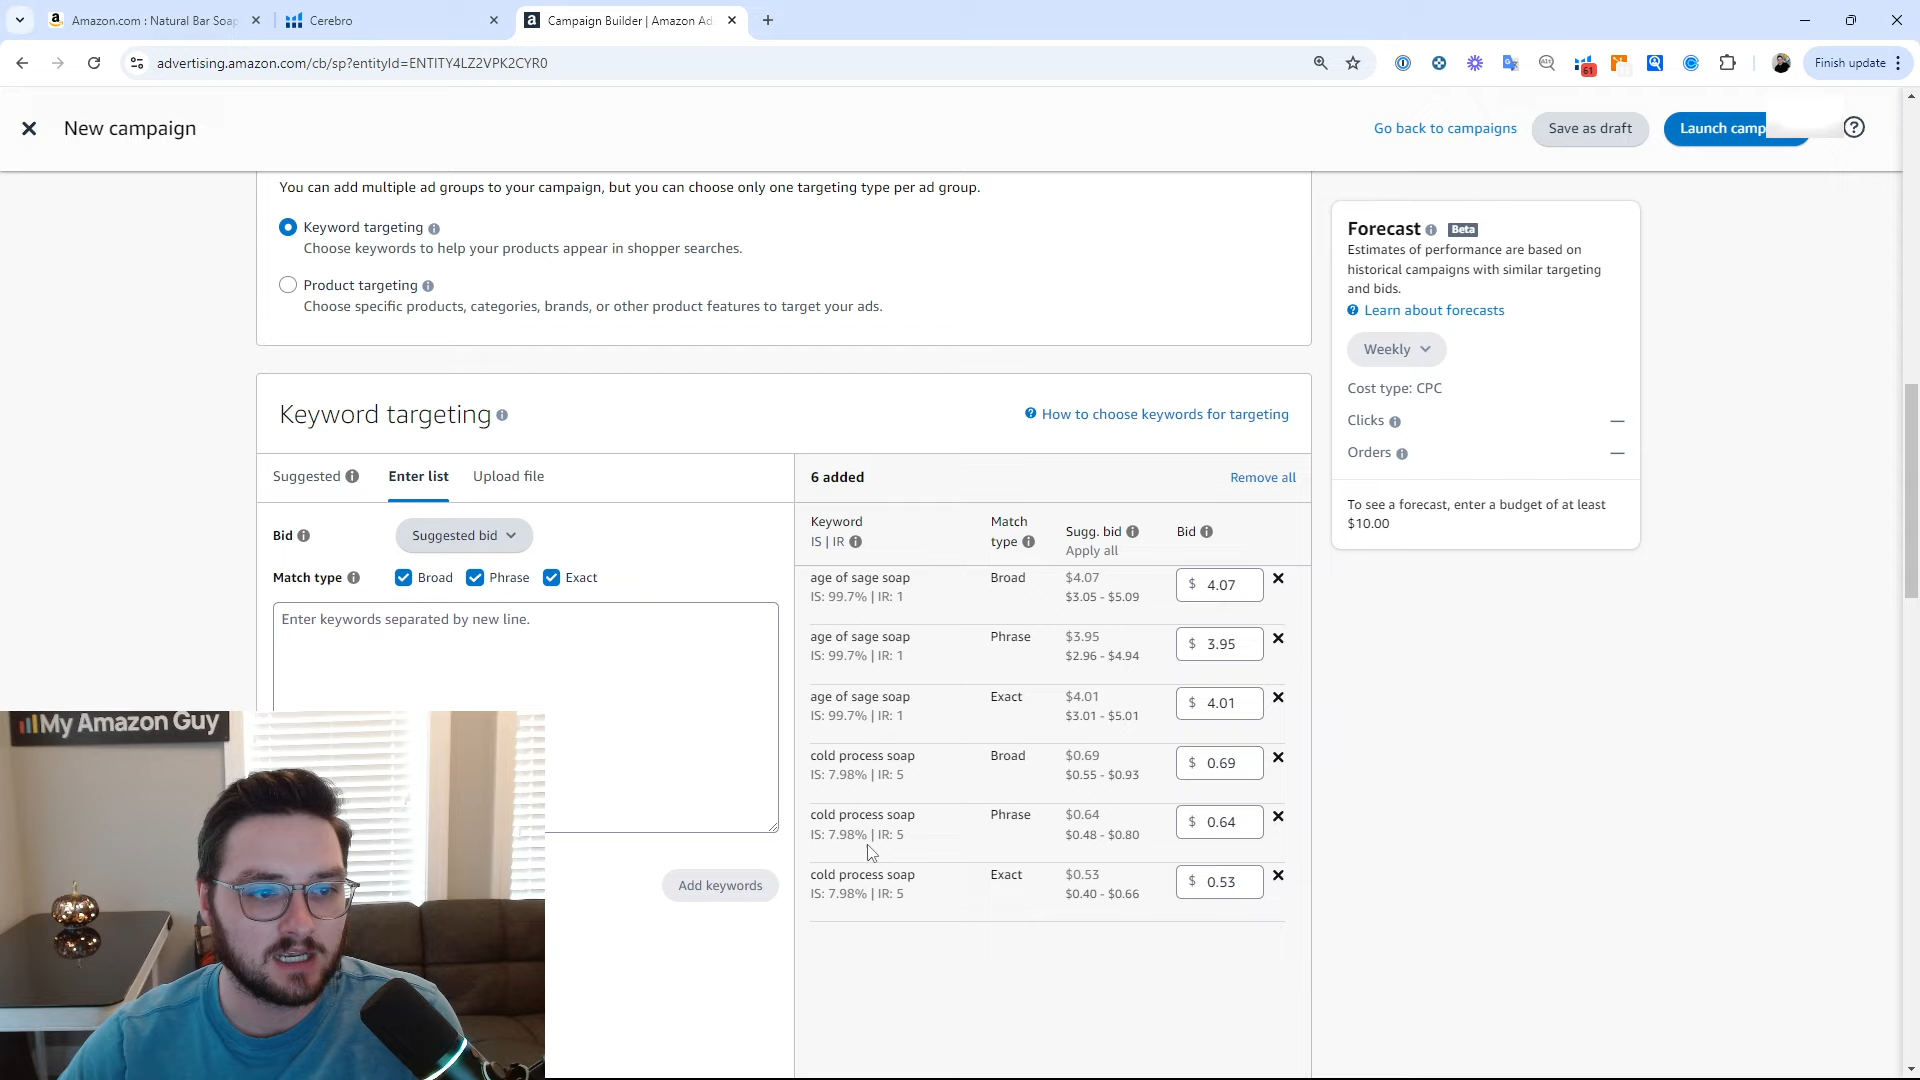 Amazon.com : Natural Bar Soap
Cerebro
Campaign Builder | Amazon Ad
advertising.amazon.com/cb/sp?entityId=ENTITY4LZ2VPK2CYR0
61
Finish update
New campaign
Go back to campaigns
Save as draft
Launch camp
You can add multiple ad groups to your campaign, but you can choose only one targeting type per ad group.
Keyword targeting
Choose keywords to help your products appear in shopper searches.
Product targeting
Choose specific products, categories, brands, or other product features to target your ads.
Forecast Beta
Estimates of performance are based on
historical campaigns with similar targeting
and bids.
Learn about forecasts
Weekly
Cost type: CPC
Clicks —
Orders —
To see a forecast, enter a budget of at least
$10.00
Keyword targeting
How to choose keywords for targeting
Suggested Enter list Upload file
Bid Suggested bid
Match type Broad Phrase Exact
Enter keywords separated by new line.
Add keywords
6 added Remove all
Keyword
IS | IR
Match
type
Sugg. bid
Apply all
Bid
age of sage soap Broad $4.07 $ 4.07
IS: 99.7% | IR: 1 $3.05 - $5.09
age of sage soap Phrase $3.95 $ 3.95
IS: 99.7% | IR: 1 $2.96 - $4.94
age of sage soap Exact $4.01 $ 4.01
IS: 99.7% | IR: 1 $3.01 - $5.01
cold process soap Broad $0.69 $ 0.69
IS: 7.98% | IR: 5 $0.55 - $0.93
cold process soap Phrase $0.64 $ 0.64
IS: 7.98% | IR: 5 $0.48 - $0.80
cold process soap Exact $0.53 $ 0.53
IS: 7.98% | IR: 5 $0.40 - $0.66
My Amazon Guy